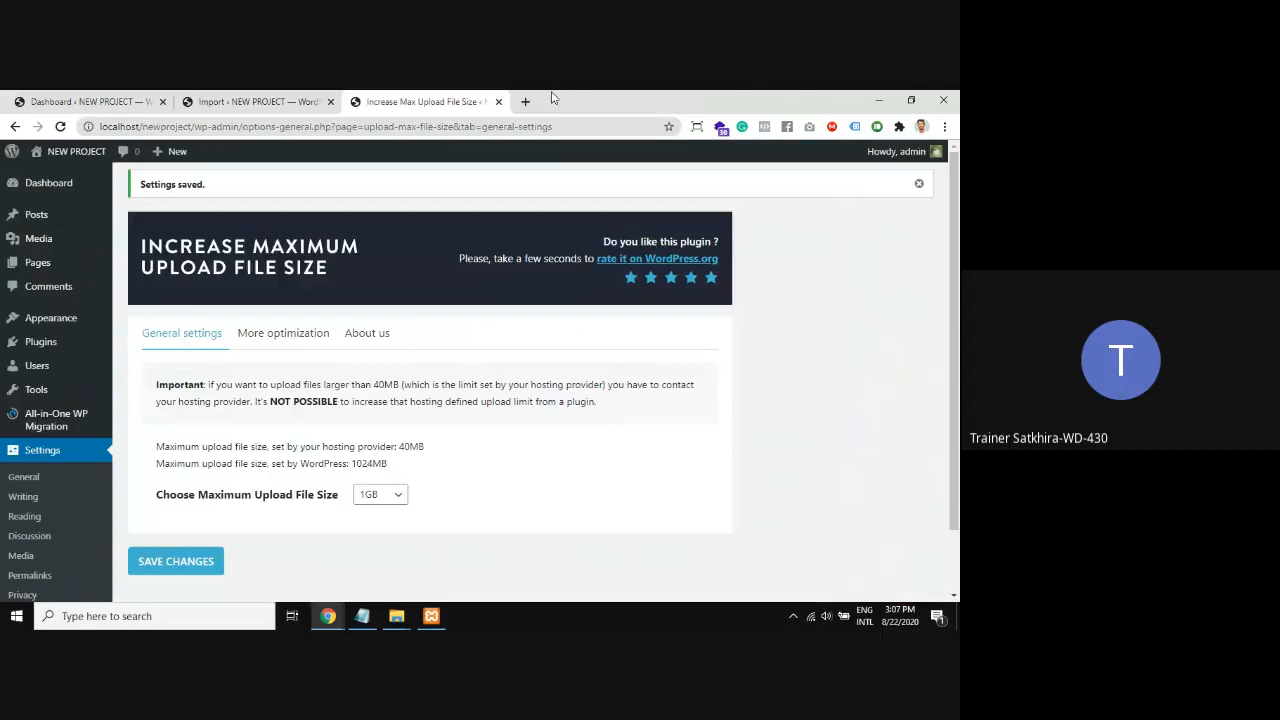 Dashboard ‹ NEW PROJECT — W
Import ‹ NEW PROJECT — WordP
Increase Max Upload File Size ‹
localhost/newproject/wp-admin/options-general.php?page=upload-max-file-size&tab=general-settings
30
NEW PROJECT
0
New
Howdy, admin
Dashboard
Posts
Media
Pages
Comments
Appearance
Plugins
Users
Tools
All-in-One WP
Migration
Settings
General
Writing
Reading
Discussion
Media
Permalinks
Privacy
Settings saved.
INCREASE MAXIMUM
UPLOAD FILE SIZE
Do you like this plugin ?
Please, take a few seconds to rate it on WordPress.org
General settings
More optimization
About us
Important: if you want to upload files larger than 40MB (which is the limit set by your hosting provider) you have to contact
your hosting provider. It's NOT POSSIBLE to increase that hosting defined upload limit from a plugin.
Maximum upload file size, set by your hosting provider: 40MB
Maximum upload file size, set by WordPress: 1024MB
Choose Maximum Upload File Size
1GB
SAVE CHANGES
Type here to search
ENG
INTL
3:07 PM
8/22/2020
1
T
Trainer Satkhira-WD-430